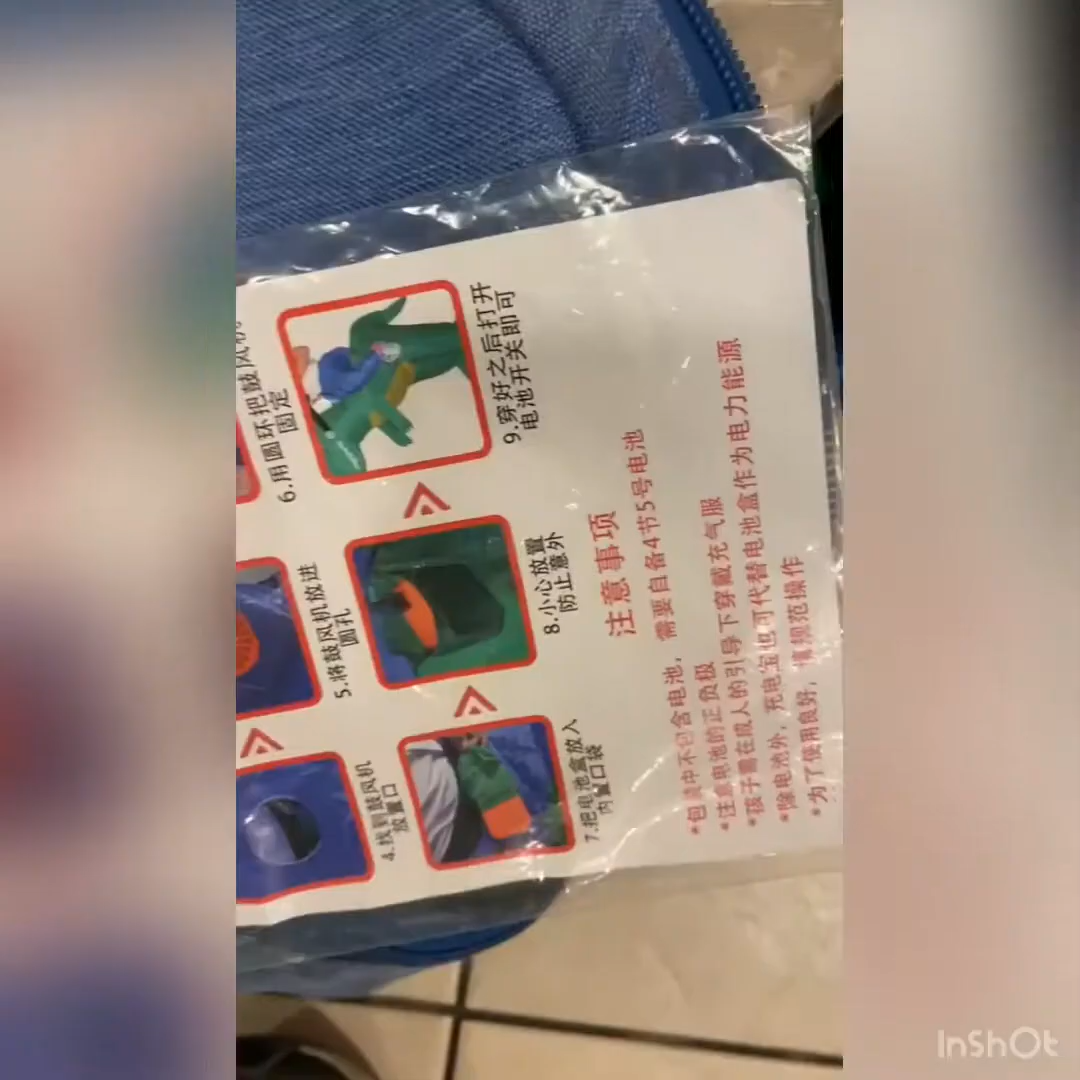 4.找到鼓风机
放置口
5.将鼓风机放进
圆孔
6.用圆环把鼓风机
固定
7.把电池盒放入
内置口袋
8.小心放置
防止意外
9.穿好之后打开
电池开关即可
注意事项
*包装中不包含电池，需要自备4节5号电池
*注意电池的正负极
*孩子需在成人的引导下穿戴充气服
*除电池外，充电宝也可代替电池盒作为电力能源
*为了使用良好，请规范操作
InShOt